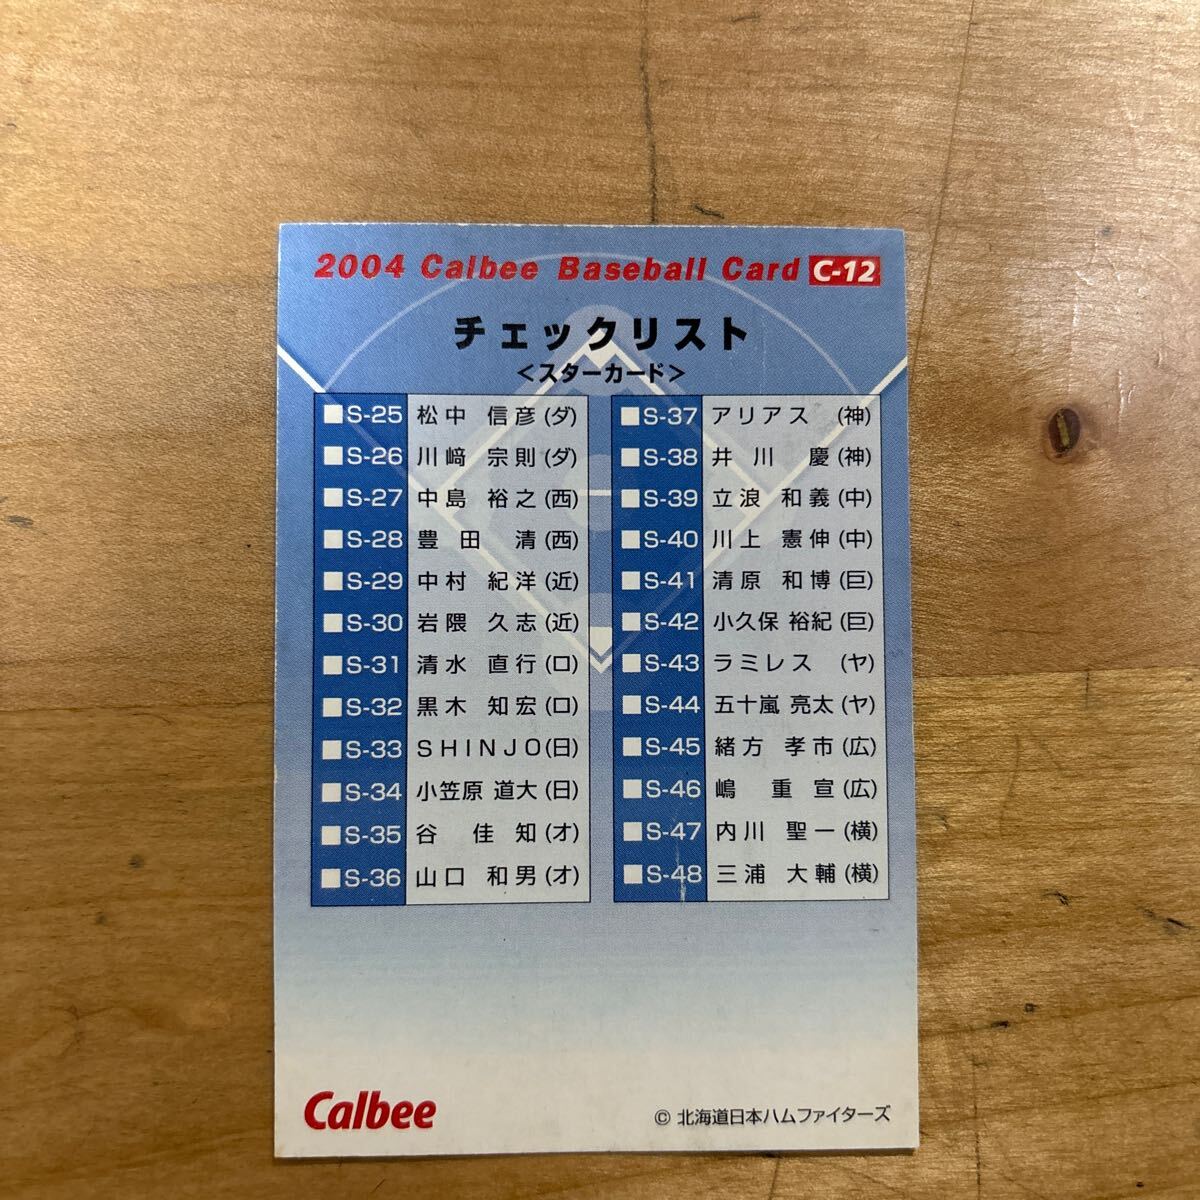 2004 Calbee Baseball Card C-12
チェックリスト
<スターカード>
■S-25 松中 信彦(ダ)
■S-26 川﨑 宗則(ダ)
■S-27 中島 裕之(西)
■S-28 豊田 清(西)
■S-29 中村 紀洋(近)
■S-30 岩隈 久志(近)
■S-31 清水 直行(ロ)
■S-32 黒木 知宏(ロ)
■S-33 SHINJO(日)
■S-34 小笠原 道大(日)
■S-35 谷 佳知(オ)
■S-36 山口 和男(オ)
■S-37 アリアス (神)
■S-38 井川 慶(神)
■S-39 立浪 和義(中)
■S-40 川上 憲伸(中)
■S-41 清原 和博(巨)
■S-42 小久保 裕紀(巨)
■S-43 ラミレス (ヤ)
■S-44 五十嵐 亮太(ヤ)
■S-45 緒方 孝市(広)
■S-46 嶋 重宣(広)
■S-47 内川 聖一(横)
■S-48 三浦 大輔(横)
Calbee
© 北海道日本ハムファイターズ